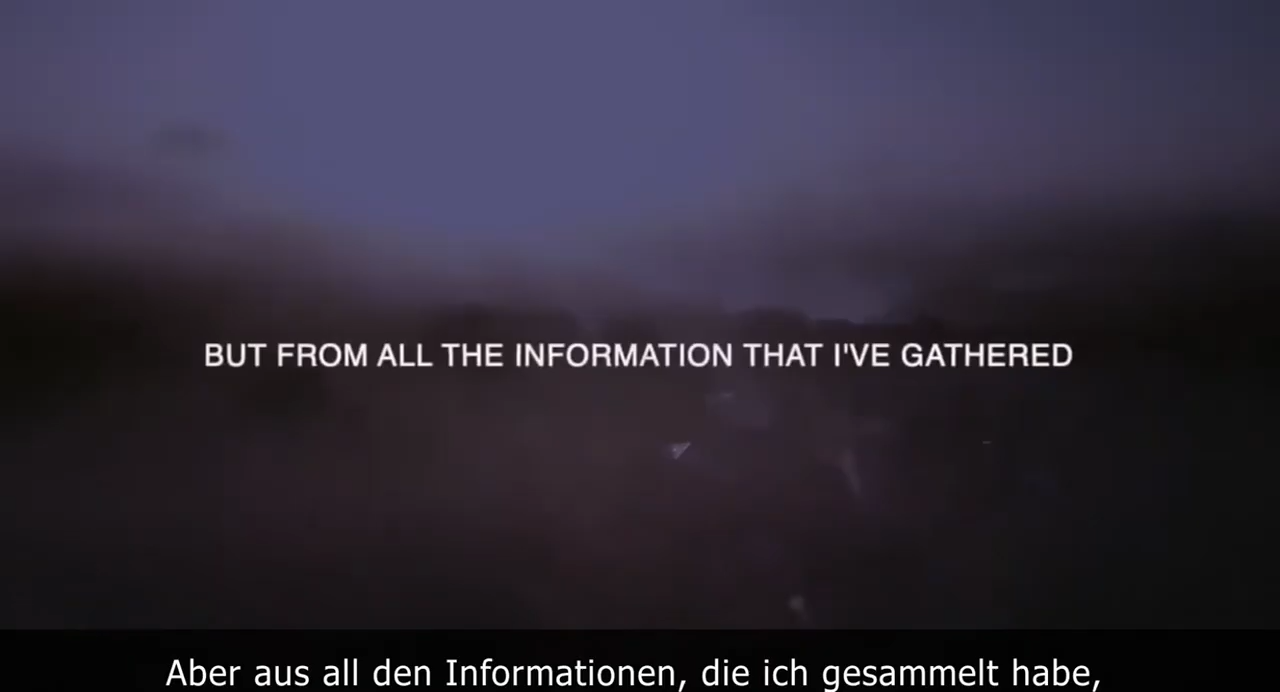 BUT FROM ALL THE INFORMATION THAT I'VE GATHERED
Aber aus all den Informationen, die ich gesammelt habe,